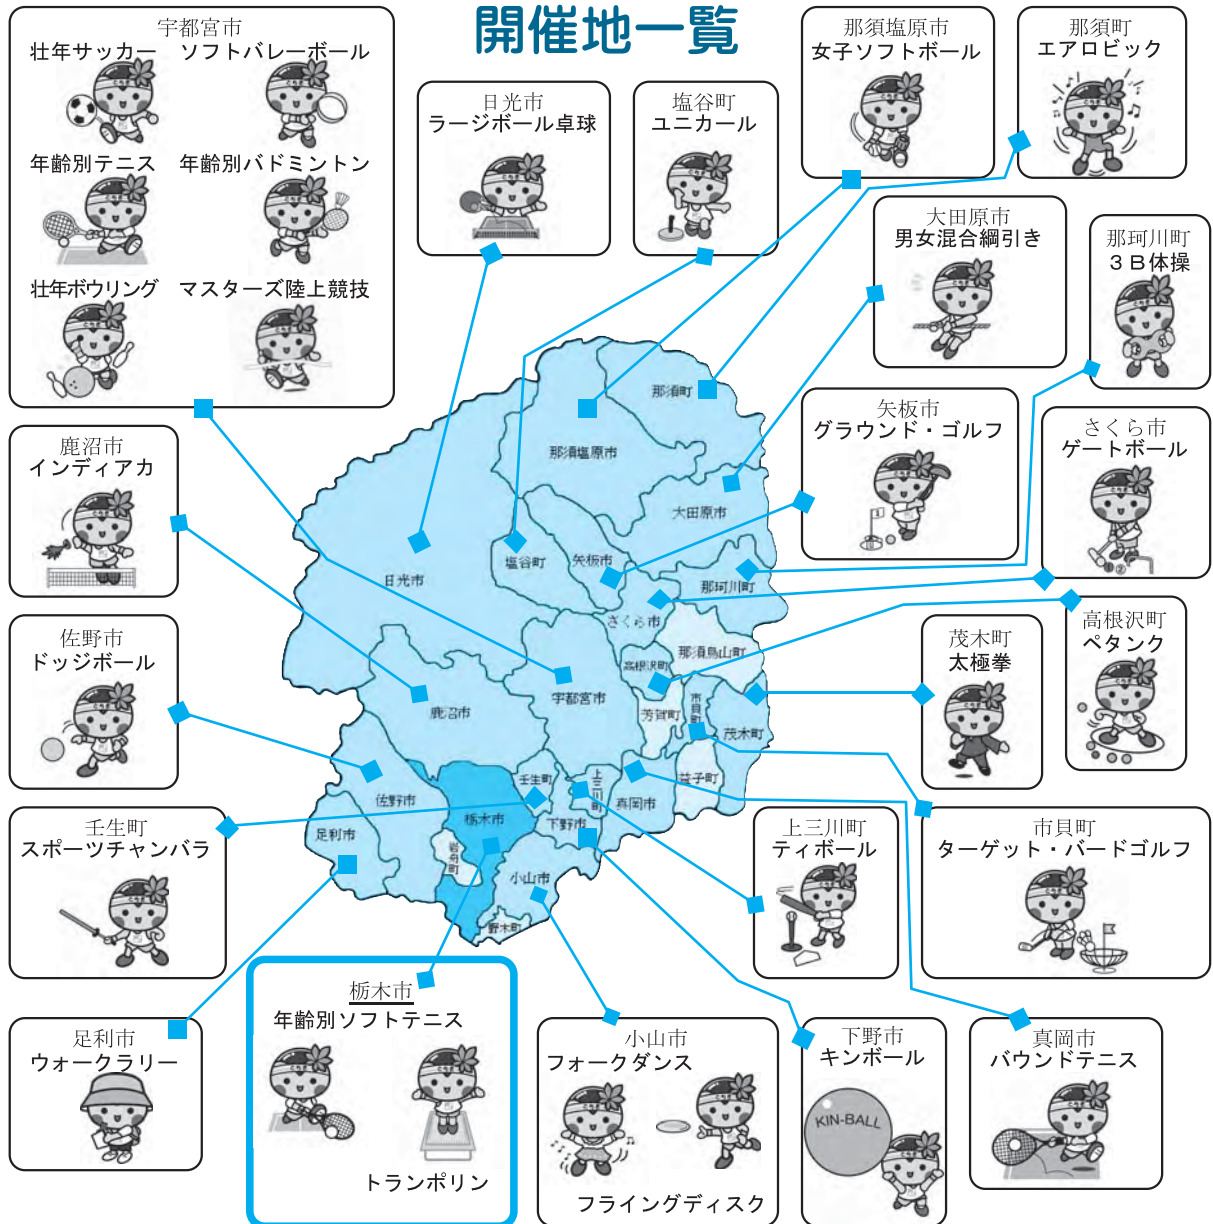 開催地一覧
宇都宮市
壮年サッカー
ソフトバレーボール
年齢別テニス
年齢別バドミントン
壮年ボウリング
マスターズ陸上競技
日光市
ラージボール卓球
塩谷町
ユニカール
那須塩原市
女子ソフトボール
那須町
エアロビック
大田原市
男女混合綱引き
那珂川町
3B体操
矢板市
グラウンド・ゴルフ
さくら市
ゲートボール
鹿沼市
インディアカ
佐野市
ドッジボール
茂木町
太極拳
高根沢町
ペタンク
壬生町
スポーツチャンバラ
上三川町
ティボール
市貝町
ターゲット・バードゴルフ
足利市
ウォークラリー
栃木市
年齢別ソフトテニス
トランポリン
小山市
フォークダンス
フライングディスク
下野市
キンボール
KIN-BALL
真岡市
バウンドテニス
那須町
那須塩原市
大田原市
塩谷町
矢板市
那珂川町
日光市
さくら市
那須烏山町
高根沢町
宇都宮市
鹿沼市
芳賀町
市貝町
茂木町
益子町
壬生町
上三川町
真岡市
佐野市
栃木市
下野市
足利市
岩舟町
小山市
野木町